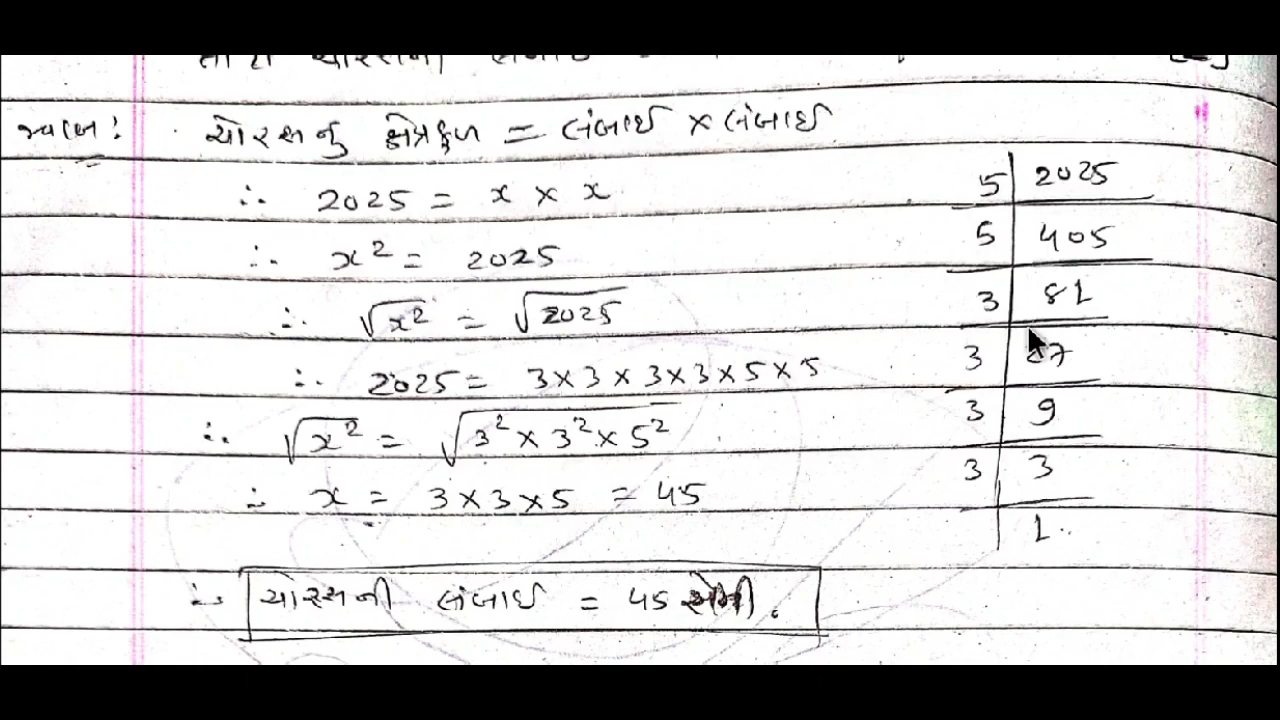 જવાબ: ચોરસનું ક્ષેત્રફળ = લંબાઈ × લંબાઈ
∴ 2025 = x × x
∴ x² = 2025
∴ √x² = √2025
∴ 2025 = 3×3×3×3×5×5
∴ √x² = √3²×3²×5²
∴ x = 3×3×5 = 45
∴ ચોરસની લંબાઈ = 45 સેમી.
5 | 2025
5 | 405
3 | 81
3 | 27
3 | 9
3 | 3
1